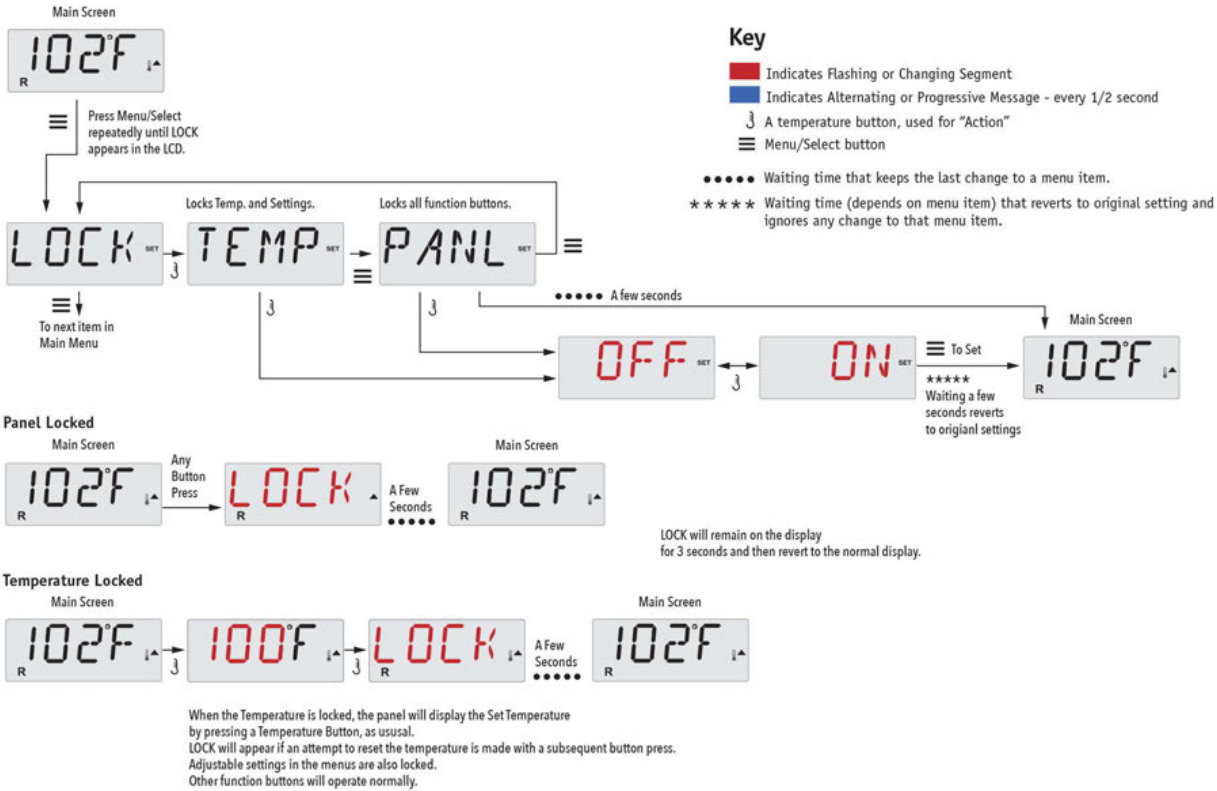 Main Screen
102°F
R
Press Menu/Select
repeatedly until LOCK
appears in the LCD.
Key
Indicates Flashing or Changing Segment
Indicates Alternating or Progressive Message - every 1/2 second
A temperature button, used for “Action”
Menu/Select button
••••• Waiting time that keeps the last change to a menu item.
***** Waiting time (depends on menu item) that reverts to original setting and
ignores any change to that menu item.
Locks Temp. and Settings.
Locks all function buttons.
LOCK SET
TEMP SET
PANL SET
To next item in
Main Menu
••••• A few seconds
OFF SET
ON SET
To Set
*****
Waiting a few
seconds reverts
to origianl settings
Main Screen
102°F
R
Panel Locked
Main Screen
102°F
R
Any
Button
Press
LOCK
R
A Few
Seconds
•••••
Main Screen
102°F
R
LOCK will remain on the display
for 3 seconds and then revert to the normal display.
Temperature Locked
Main Screen
102°F
R
100°F
LOCK
R
A Few
Seconds
•••••
Main Screen
102°F
R
When the Temperature is locked, the panel will display the Set Temperature
by pressing a Temperature Button, as ususal.
LOCK will appear if an attempt to reset the temperature is made with a subsequent button press.
Adjustable settings in the menus are also locked.
Other function buttons will operate normally.